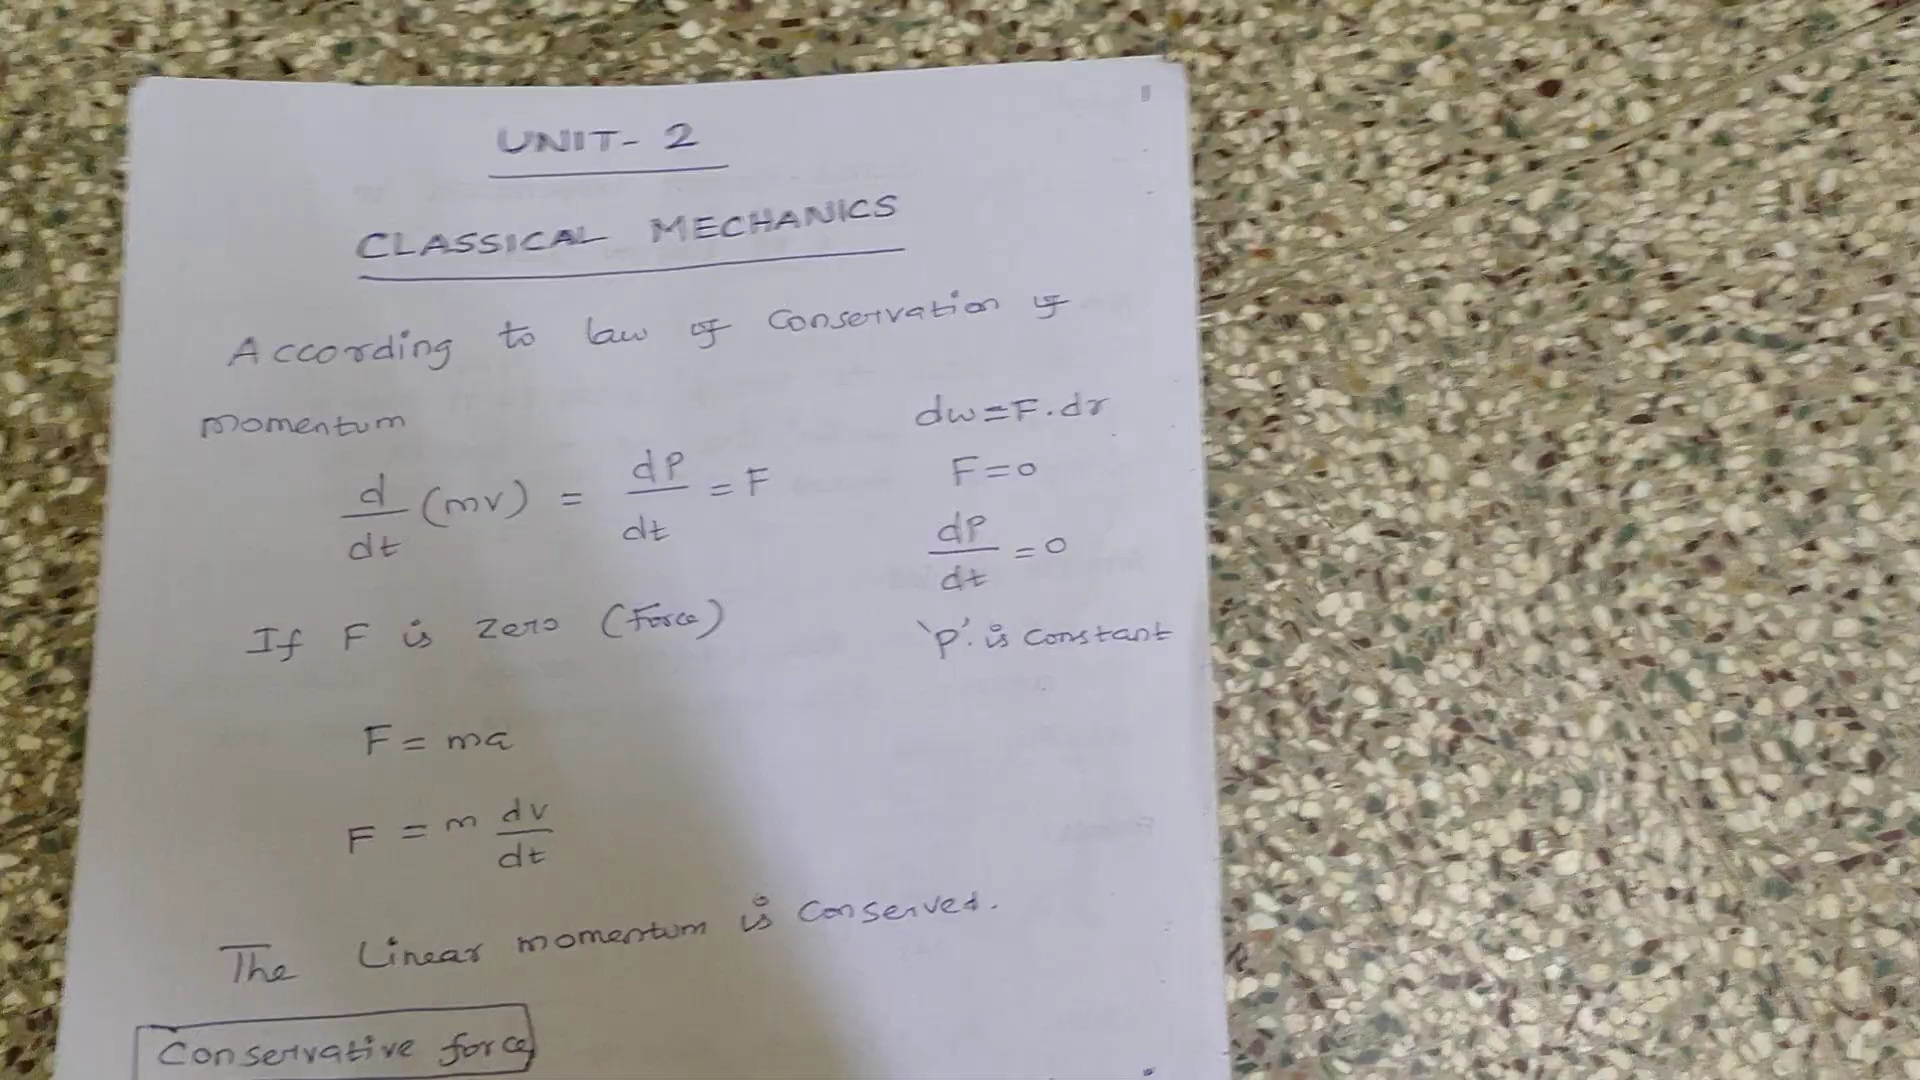 UNIT- 2
CLASSICAL MECHANICS
According to law of Conservation of
momentum
dw=F.dr
F=0
d/dt (mv) = dP/dt = F
dP/dt = 0
If F is zero (Force)
'P' is constant
F = ma
F = m dv/dt
The Linear momentum is conserved.
Conservative force